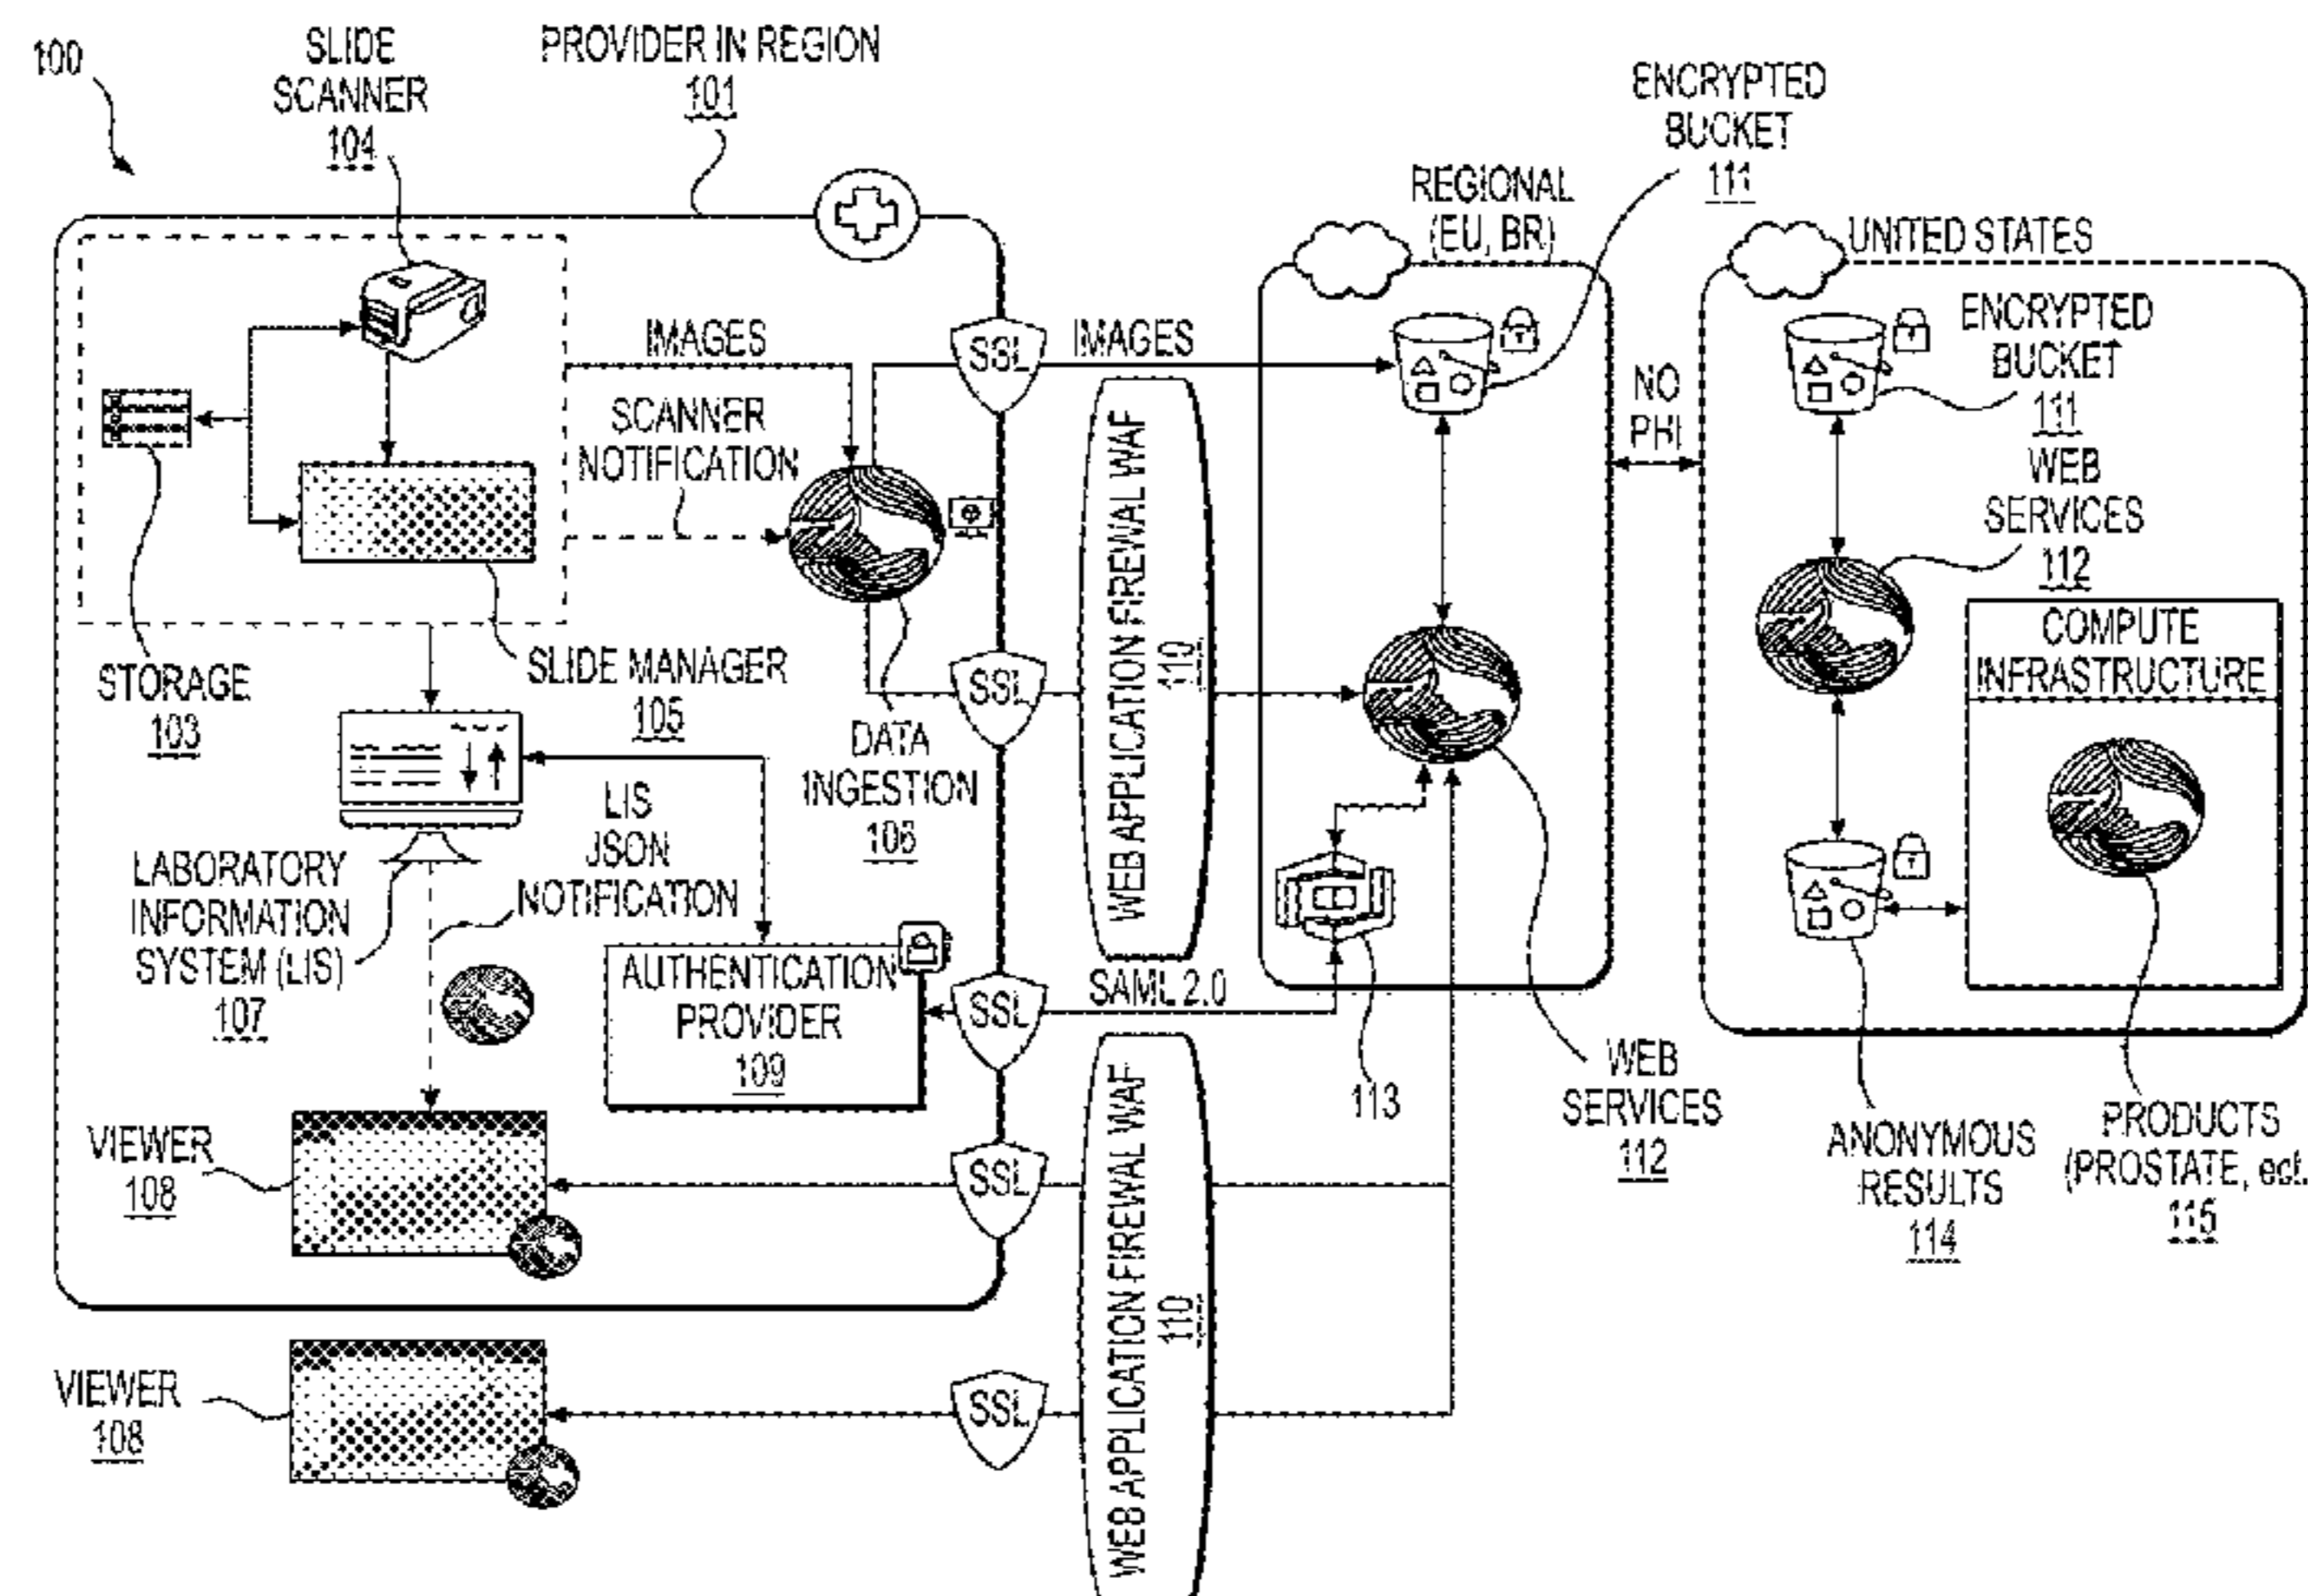 100
SLIDE
SCANNER
104
PROVIDER IN REGION
101
ENCRYPTED
BUCKET
111
REGIONAL
(EU, BR)
UNITED STATES
IMAGES
SCANNER
NOTIFICATION
SSL
IMAGES
NO
PHI
ENCRYPTED
BUCKET
111
WEB
SERVICES
112
COMPUTE
INFRASTRUCTURE
STORAGE
103
SLIDE MANAGER
105
DATA
INGESTION
106
SSL
WEB APPLICATION FIREWAL WAF
110
LIS
JSON
NOTIFICATION
LABORATORY
INFORMATION
SYSTEM (LIS)
107
AUTHENTICATION
PROVIDER
109
SSL
SAML 2.0
113
WEB
SERVICES
112
ANONYMOUS
RESULTS
114
PRODUCTS
(PROSTATE, ect.
115
VIEWER
108
SSL
WEB APPLICATION FIREWAL WAF
110
VIEWER
108
SSL